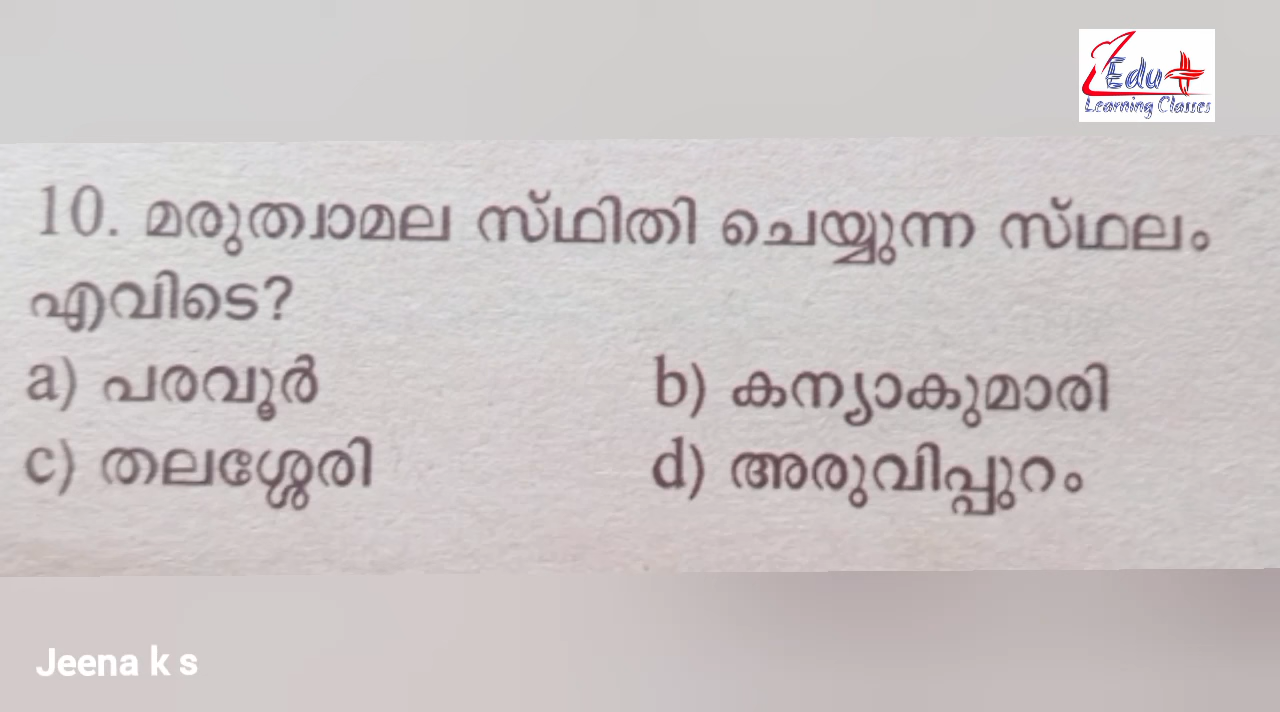 Edu+
Learning Classes
10. മരുത്വാമല സ്ഥിതി ചെയ്യുന്ന സ്ഥലം
എവിടെ?
a) പരവൂർ b) കന്യാകുമാരി
c) തലശ്ശേരി d) അരുവിപ്പുറം
Jeena k s